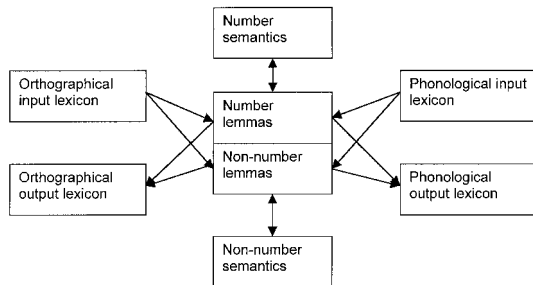 Number
semantics
Orthographical
input lexicon
Number
lemmas
Phonological input
lexicon
Orthographical
output lexicon
Non-number
lemmas
Phonological
output lexicon
Non-number
semantics